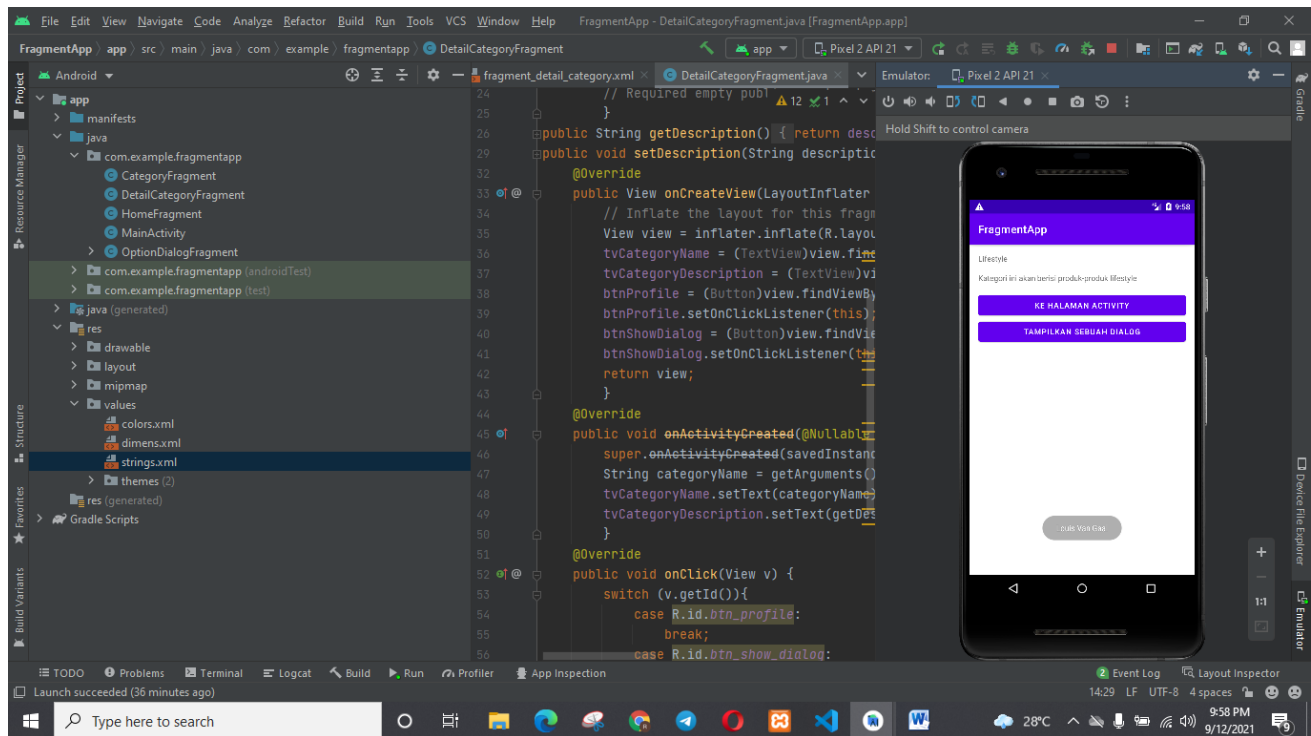 File Edit View Navigate Code Analyze Refactor Build Run Tools VCS Window Help FragmentApp - DetailCategoryFragment.java [FragmentApp.app]
FragmentApp app src main java com example fragmentapp DetailCategoryFragment
app Pixel 2 API 21
Android
fragment_detail_category.xml DetailCategoryFragment.java
Emulator: Pixel 2 API 21
Project
Resource Manager
Structure
Favorites
Build Variants
app
manifests
java
com.example.fragmentapp
CategoryFragment
DetailCategoryFragment
HomeFragment
MainActivity
OptionDialogFragment
com.example.fragmentapp (androidTest)
com.example.fragmentapp (test)
java (generated)
res
drawable
layout
mipmap
values
colors.xml
dimens.xml
strings.xml
themes (2)
res (generated)
Gradle Scripts
12 1
24 // Required empty publ
25 }
26 public String getDescription() { return desc
29 public void setDescription(String descriptic
32 @Override
33 @ public View onCreateView(LayoutInflater
34 // Inflate the layout for this fragm
35 View view = inflater.inflate(R.layou
36 tvCategoryName = (TextView)view.find
37 tvCategoryDescription = (TextView)vi
38 btnProfile = (Button)view.findViewBy
39 btnProfile.setOnClickListener(this);
40 btnShowDialog = (Button)view.findVie
41 btnShowDialog.setOnClickListener(thi
42 return view;
43 }
44 @Override
45 public void onActivityCreated(@Nullable
46 super.onActivityCreated(savedInstanc
47 String categoryName = getArguments()
48 tvCategoryName.setText(categoryName)
49 tvCategoryDescription.setText(getDes
50 }
51 @Override
52 @ public void onClick(View v) {
53 switch (v.getId()){
54 case R.id.btn_profile:
55 break;
56 case R.id.btn_show_dialog:
Hold Shift to control camera
9:58
FragmentApp
Lifestyle
Kategori ini akan berisi produk-produk lifestyle
KE HALAMAN ACTIVITY
TAMPILKAN SEBUAH DIALOG
Van Gaa
1:1
Gradle
Device File Explorer
Emulator
TODO Problems Terminal Logcat Build Run Profiler App Inspection
2 Event Log Layout Inspector
Launch succeeded (36 minutes ago)
14:29 LF UTF-8 4 spaces
Type here to search
28°C
9:58 PM
9/12/2021
9